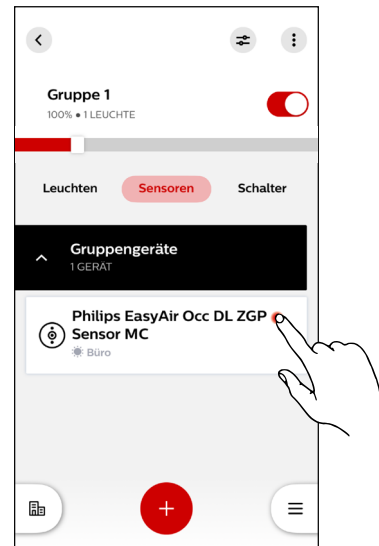 Gruppe 1
100% • 1 LEUCHTE
Leuchten Sensoren Schalter
Gruppengeräte
1 GERÄT
Philips EasyAir Occ DL ZGP
Sensor MC
Büro